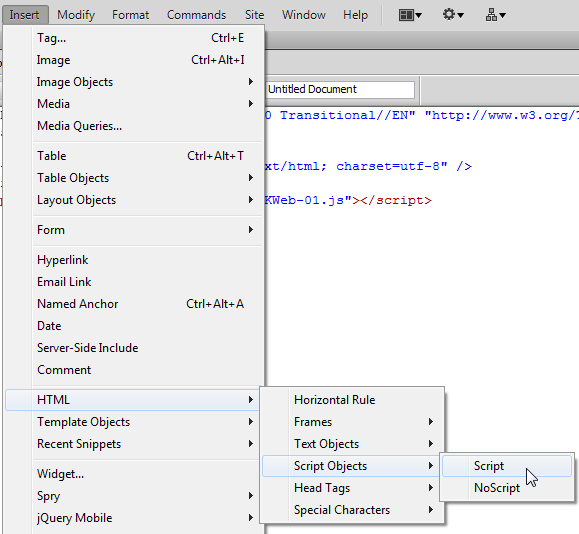 Insert Modify Format Commands Site Window Help
Tag... Ctrl+E
Image Ctrl+Alt+I
Image Objects
Untitled Document
Media
Media Queries...
0 Transitional//EN" "http://www.w3.org/T
Table Ctrl+Alt+T
xt/html; charset=utf-8" />
Table Objects
Layout Objects
KWeb-01.js"></script>
Form
Hyperlink
Email Link
Named Anchor Ctrl+Alt+A
Date
Server-Side Include
Comment
HTML
Horizontal Rule
Template Objects
Frames
Recent Snippets
Text Objects
Script Objects
Script
Widget...
Head Tags
NoScript
Spry
Special Characters
jQuery Mobile